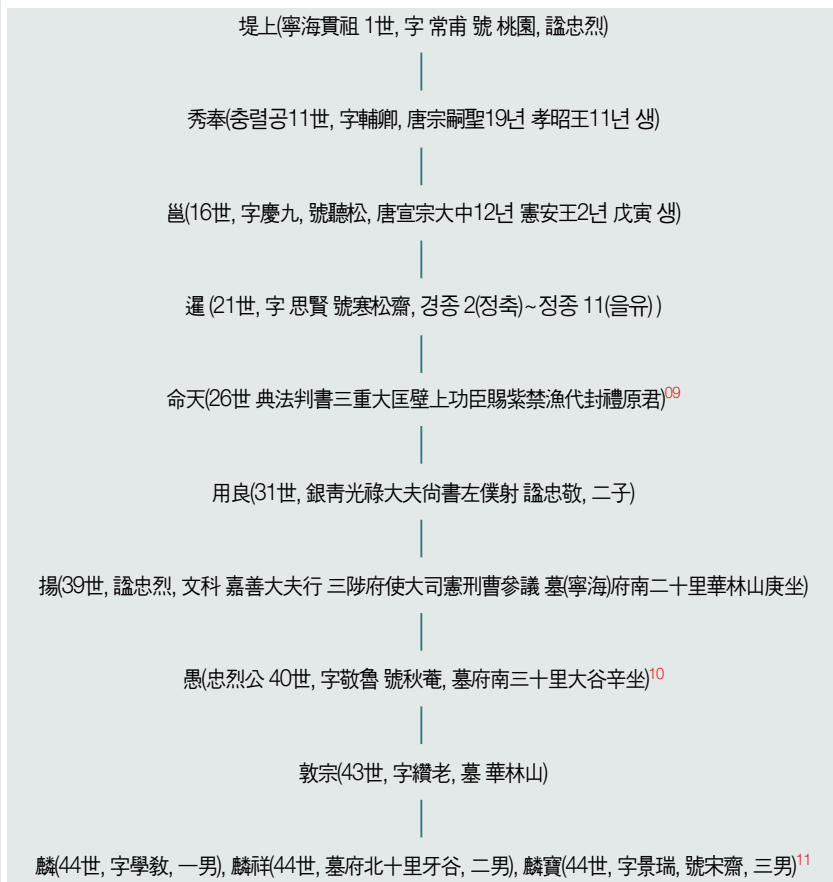 堤上(寧海貫祖 1世, 字 常甫 號 桃園, 諡忠烈)
秀奉(충렬공11世, 字輔卿, 唐宗嗣聖19년 孝昭王11년 생)
邕(16世, 字慶九, 號聽松, 唐宣宗大中12년 憲安王2년 戊寅 생)
暹 (21世, 字 思賢 號寒松齋, 경종 2(정축)~정종 11(을유) )
命天(26世 典法判書三重大匡壁上功臣賜紫禁漁代封禮原君)09
用良(31世, 銀靑光祿大夫尙書左僕射 諡忠敬, 二子)
揚(39世, 諡忠烈, 文科 嘉善大夫行 三陟府使大司憲刑曹參議 墓(寧海)府南二十里華林山庚坐)
愚(忠烈公 40世, 字敬魯 號秋菴, 墓府南三十里大谷辛坐)10
敦宗(43世, 字纘老, 墓 華林山)
麟(44世, 字學敎, 一男), 麟祥(44世, 墓府北十里牙谷, 二男), 麟寶(44世, 字景瑞, 號宋齋, 三男)11